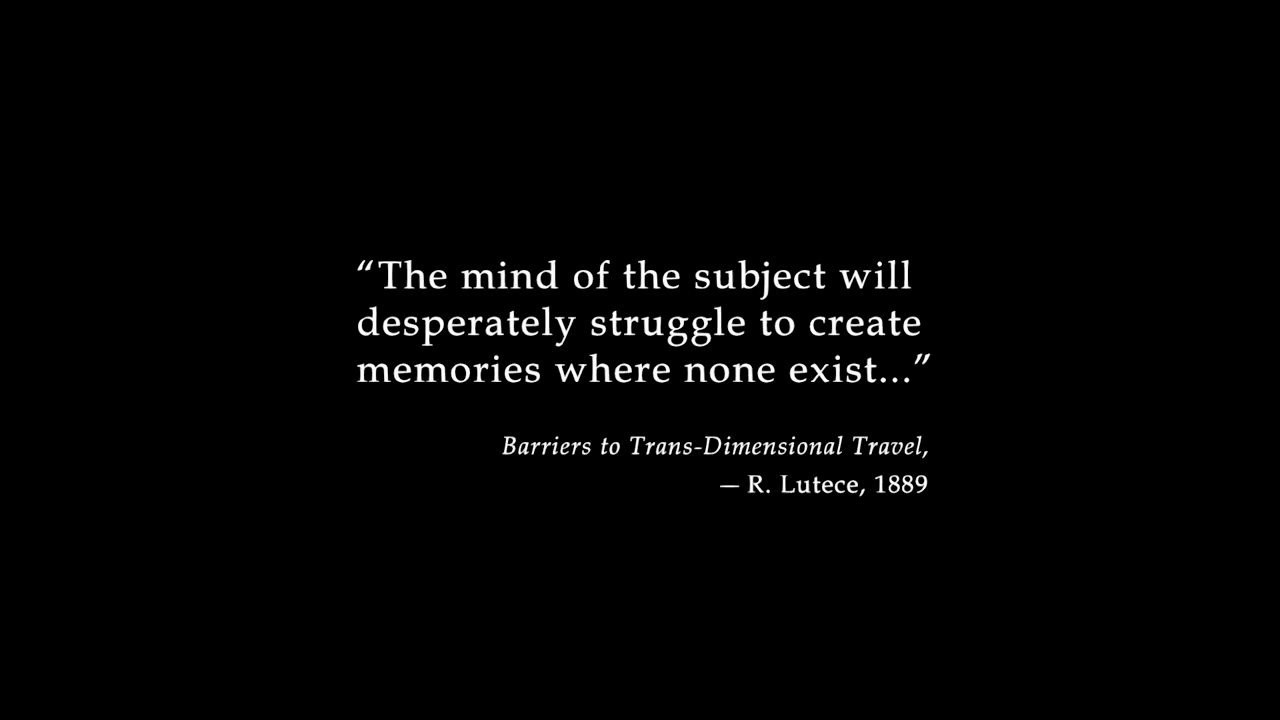 “The mind of the subject will
desperately struggle to create
memories where none exist...”
Barriers to Trans-Dimensional Travel,
— R. Lutece, 1889